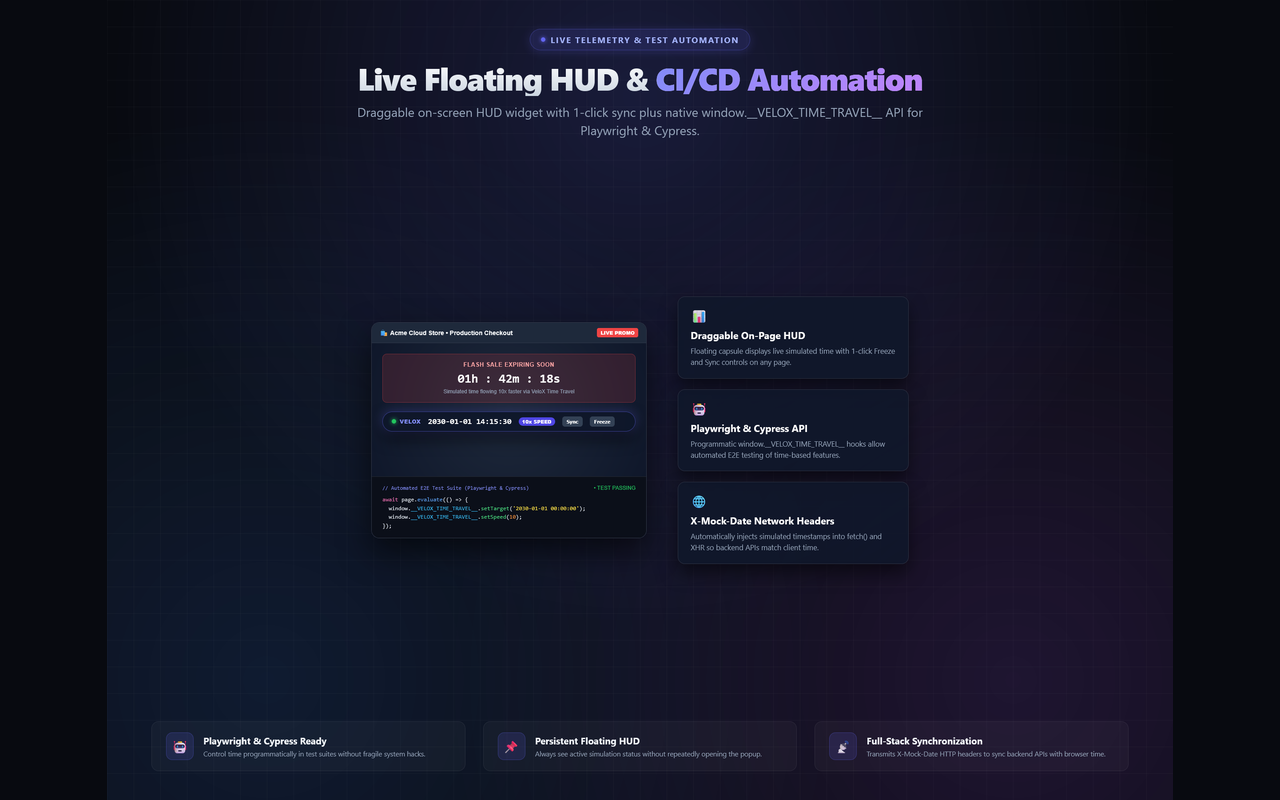 LIVE TELEMETRY & TEST AUTOMATION
Live Floating HUD & CI/CD Automation
Draggable on-screen HUD widget with 1-click sync plus native window.__VELOX_TIME_TRAVEL__ API for
Playwright & Cypress.
Acme Cloud Store • Production Checkout
LIVE PROMO
FLASH SALE EXPIRING SOON
01h : 42m : 18s
Simulated time flowing 10x faster via VeloX Time Travel
VELOX 2030-01-01 14:15:30 10x SPEED Sync Freeze
// Automated E2E Test Suite (Playwright & Cypress)
• TEST PASSING
await page.evaluate(() => {
window.__VELOX_TIME_TRAVEL__.setTarget('2030-01-01 00:00:00');
window.__VELOX_TIME_TRAVEL__.setSpeed(10);
});
Draggable On-Page HUD
Floating capsule displays live simulated time with 1-click Freeze
and Sync controls on any page.
Playwright & Cypress API
Programmatic window.__VELOX_TIME_TRAVEL__ hooks allow
automated E2E testing of time-based features.
X-Mock-Date Network Headers
Automatically injects simulated timestamps into fetch() and
XHR so backend APIs match client time.
Playwright & Cypress Ready
Control time programmatically in test suites without fragile system hacks.
Persistent Floating HUD
Always see active simulation status without repeatedly opening the popup.
Full-Stack Synchronization
Transmits X-Mock-Date HTTP headers to sync backend APIs with browser time.